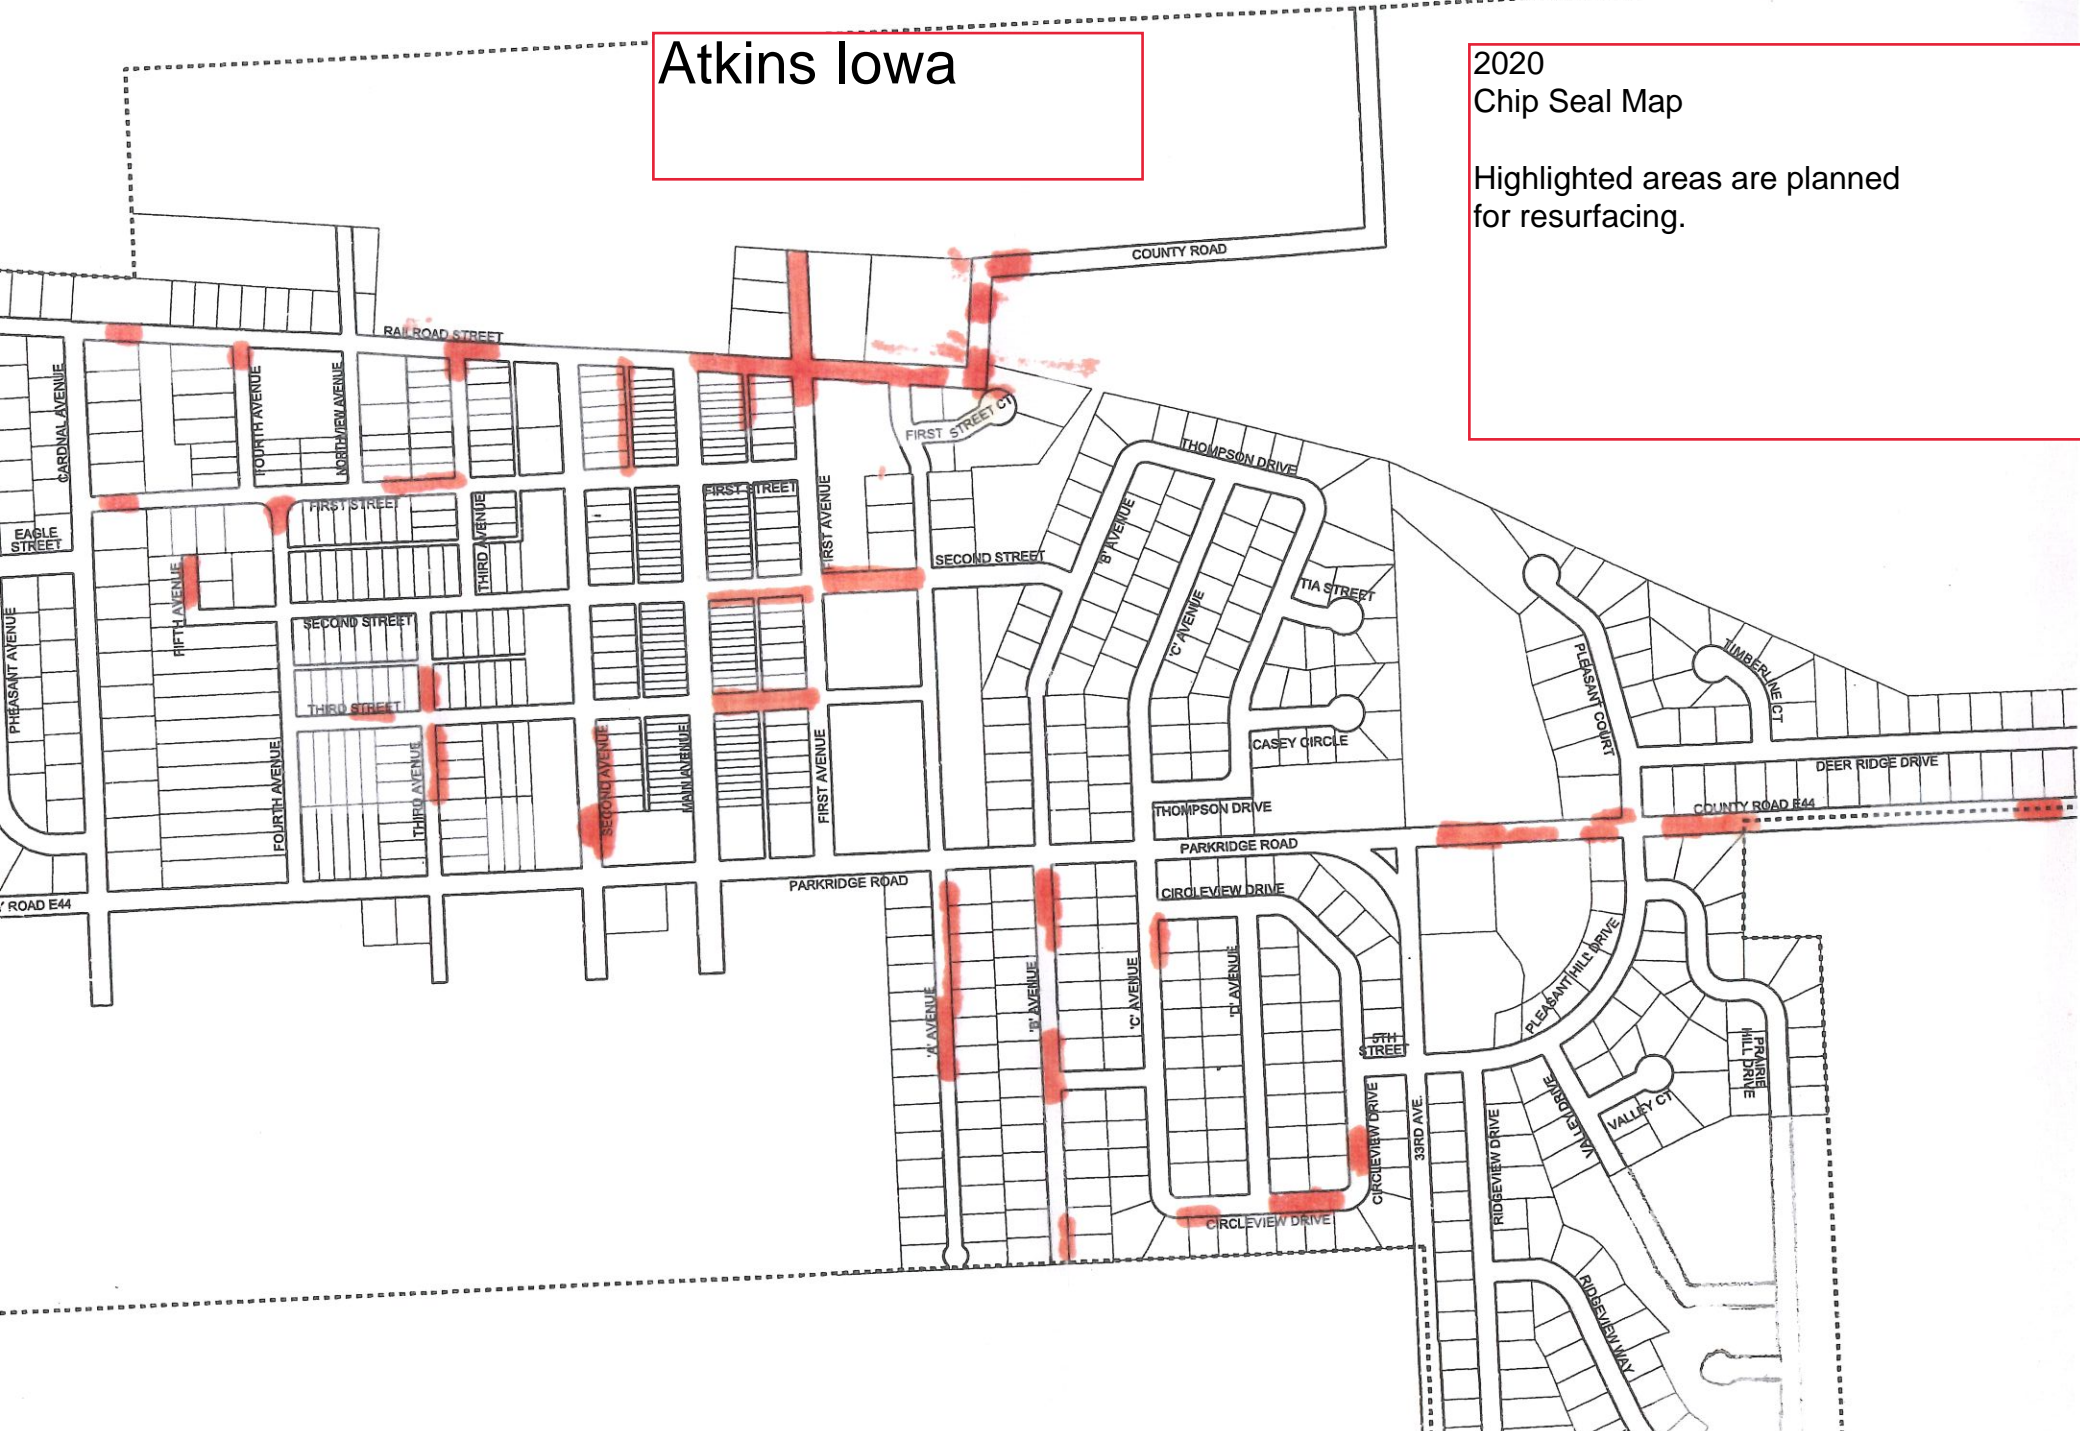 Atkins Iowa
2020
Chip Seal Map
Highlighted areas are planned
for resurfacing.
COUNTY ROAD
RAILROAD STREET
CARDNAL AVENUE
FOURTH AVENUE
NORTHVIEW AVENUE
FIRST STREET CT
THOMPSON DRIVE
FIRST STREET
THIRD AVENUE
FIRST STREET
FIRST AVENUE
EAGLE
STREET
SECOND STREET
'B' AVENUE
TIA STREET
FIFTH AVENUE
SECOND STREET
'C' AVENUE
PHEASANT AVENUE
PLEASANT COURT
TIMBERLINE CT
THIRD STREET
CASEY CIRCLE
DEER RIDGE DRIVE
FOURTH AVENUE
THIRD AVENUE
SECOND AVENUE
MAIN AVENUE
FIRST AVENUE
THOMPSON DRIVE
COUNTY ROAD E44
PARKRIDGE ROAD
PARKRIDGE ROAD
CIRCLEVIEW DRIVE
Y ROAD E44
'A' AVENUE
'B' AVENUE
'C' AVENUE
'D' AVENUE
PLEASANT HILL DRIVE
5TH
STREET
PRAIRIE
HILL DRIVE
CIRCLEVIEW DRIVE
33RD AVE.
RIDGEVIEW DRIVE
VALLEY DRIVE
VALLEY CT
CIRCLEVIEW DRIVE
RIDGEVIEW WAY